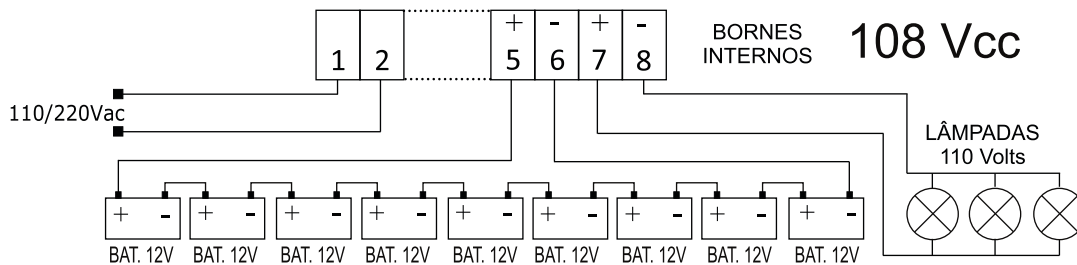 + - + -
1 2 5 6 7 8
BORNES
INTERNOS
108 Vcc
110/220Vac
LÂMPADAS
110 Volts
+ - + - + - + - + - + - + - + - + -
BAT. 12V BAT. 12V BAT. 12V BAT. 12V BAT. 12V BAT. 12V BAT. 12V BAT. 12V BAT. 12V